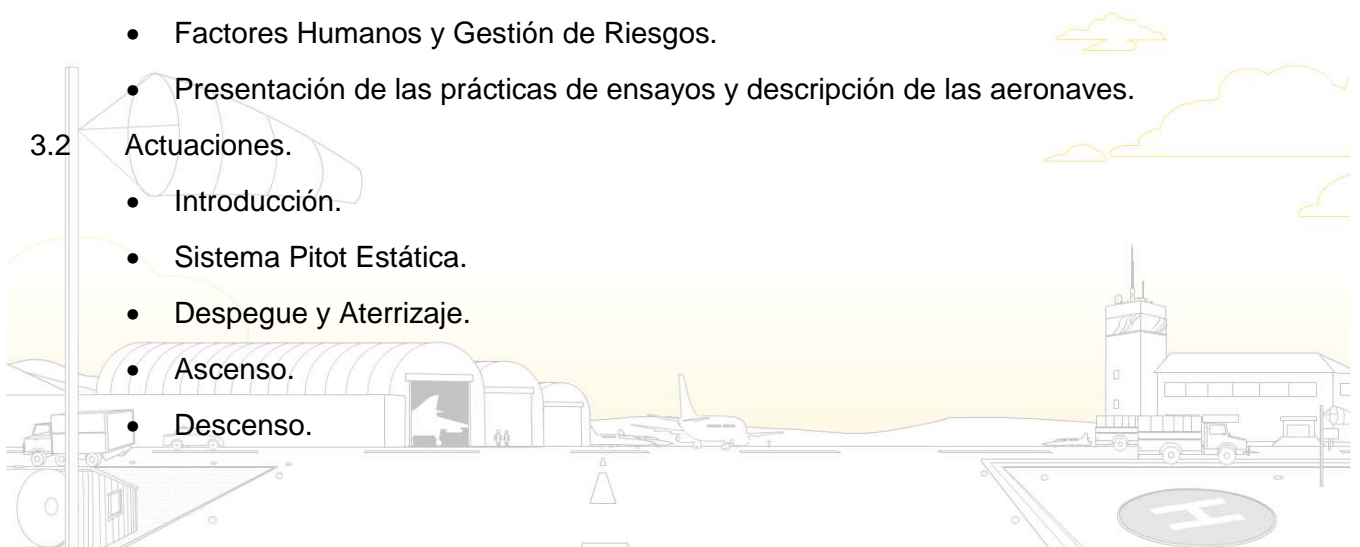 • Factores Humanos y Gestión de Riesgos.
• Presentación de las prácticas de ensayos y descripción de las aeronaves.
3.2 Actuaciones.
• Introducción.
• Sistema Pitot Estática.
• Despegue y Aterrizaje.
• Ascenso.
• Descenso.
H